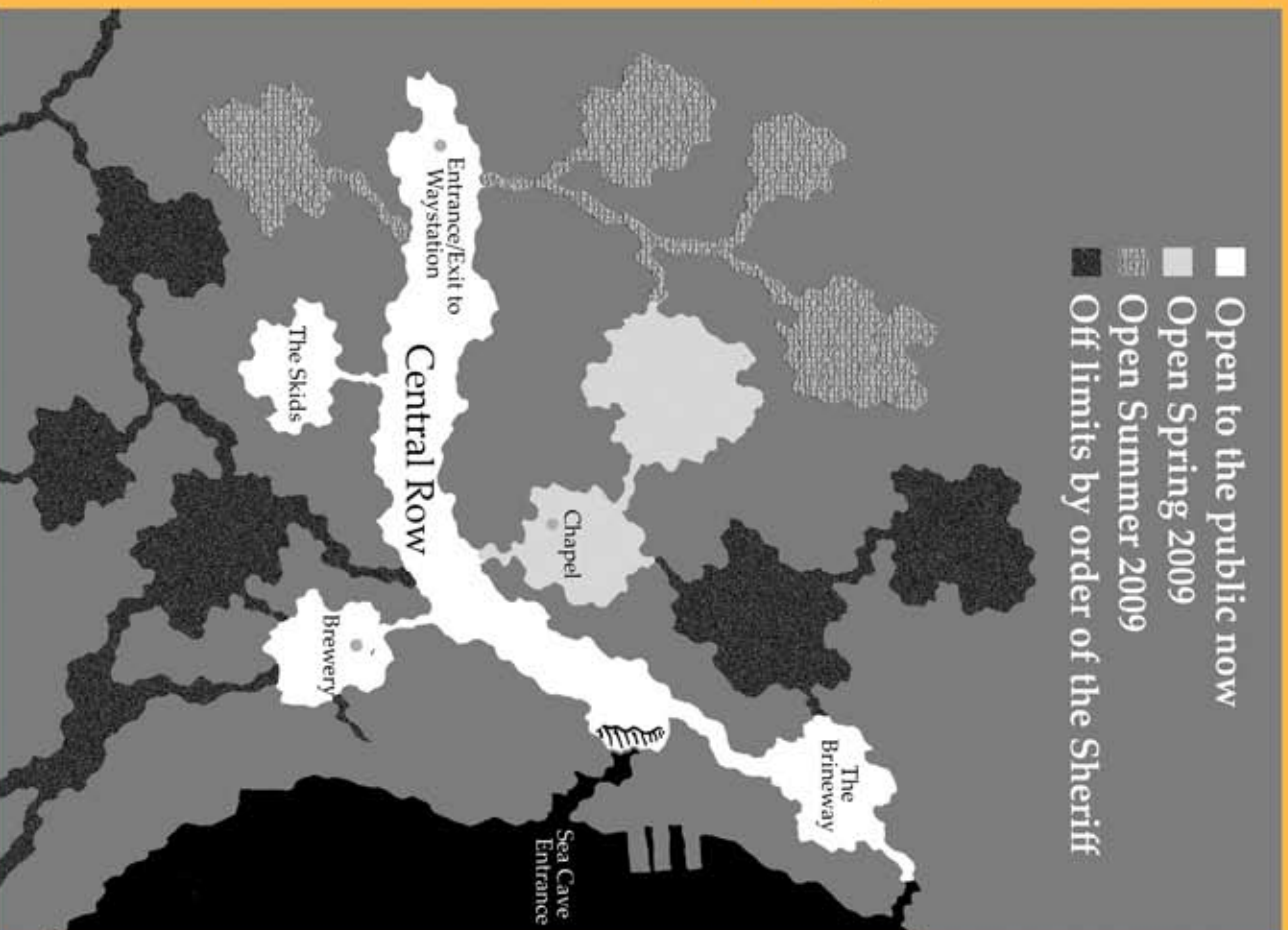 Open to the public now
Open Spring 2009
Open Summer 2009
Off limits by order of the Sheriff
Entrance/Exit to
Waystation
Central Row
The Skids
Chapel
Brewery
The
Brineway
Sea Cave
Entrance